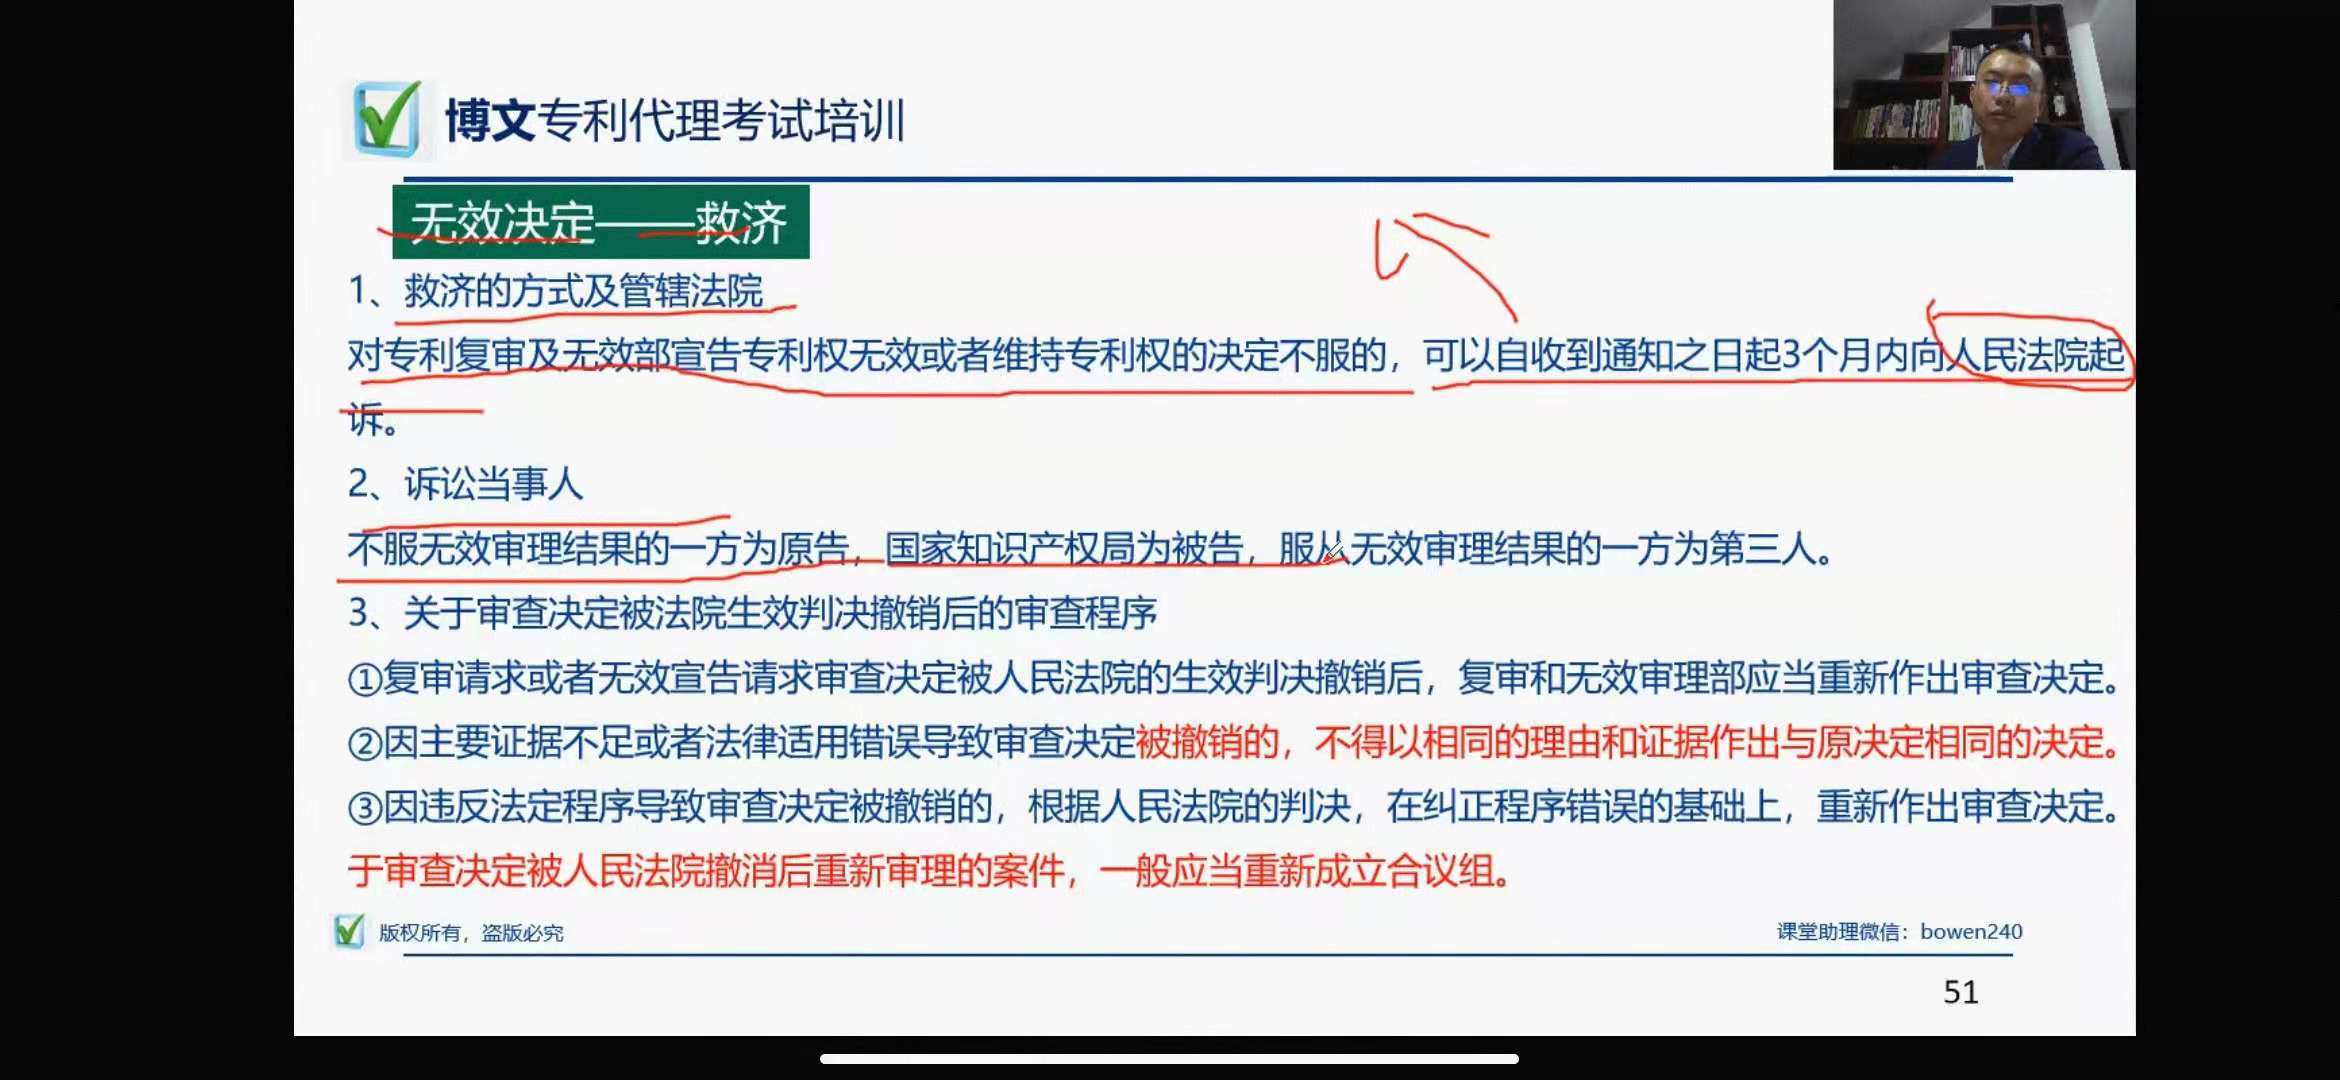 博文专利代理考试培训
无效决定——救济
1、救济的方式及管辖法院
对专利复审及无效部宣告专利权无效或者维持专利权的决定不服的，可以自收到通知之日起3个月内向人民法院起
诉。
2、诉讼当事人
不服无效审理结果的一方为原告，国家知识产权局为被告，服从无效审理结果的一方为第三人。
3、关于审查决定被法院生效判决撤销后的审查程序
①复审请求或者无效宣告请求审查决定被人民法院的生效判决撤销后，复审和无效审理部应当重新作出审查决定。
②因主要证据不足或者法律适用错误导致审查决定被撤销的，不得以相同的理由和证据作出与原决定相同的决定。
③因违反法定程序导致审查决定被撤销的，根据人民法院的判决，在纠正程序错误的基础上，重新作出审查决定。
于审查决定被人民法院撤消后重新审理的案件，一般应当重新成立合议组。
版权所有，盗版必究
课堂助理微信：bowen240
51